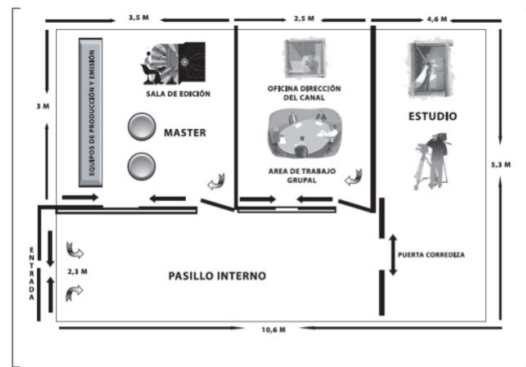 3,5 M
2,5 M
4,6 M
3 M
EQUIPOS DE PRODUCCIÓN Y EMISIÓN
SALA DE EDICIÓN
MASTER
OFICINA DIRECCIÓN
DEL CANAL
AREA DE TRABAJO
GRUPAL
ESTUDIO
5,3 M
ENTRADA
2,3 M
PASILLO INTERNO
PUERTA CORREDIZA
10,6 M